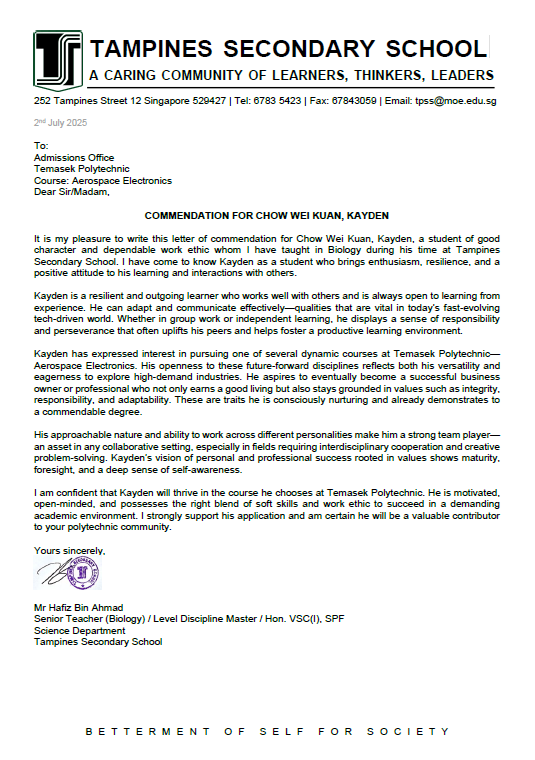 TAMPINES SECONDARY SCHOOL
A CARING COMMUNITY OF LEARNERS, THINKERS, LEADERS
252 Tampines Street 12 Singapore 529427 | Tel: 6783 5423 | Fax: 67843059 | Email: tpss@moe.edu.sg
2nd July 2025
To:
Admissions Office
Temasek Polytechnic
Course: Aerospace Electronics
Dear Sir/Madam,
COMMENDATION FOR CHOW WEI KUAN, KAYDEN
It is my pleasure to write this letter of commendation for Chow Wei Kuan, Kayden, a student of good
character and dependable work ethic whom I have taught in Biology during his time at Tampines
Secondary School. I have come to know Kayden as a student who brings enthusiasm, resilience, and a
positive attitude to his learning and interactions with others.
Kayden is a resilient and outgoing learner who works well with others and is always open to learning from
experience. He can adapt and communicate effectively—qualities that are vital in today's fast-evolving
tech-driven world. Whether in group work or independent learning, he displays a sense of responsibility
and perseverance that often uplifts his peers and helps foster a productive learning environment.
Kayden has expressed interest in pursuing one of several dynamic courses at Temasek Polytechnic—
Aerospace Electronics. His openness to these future-forward disciplines reflects both his versatility and
eagerness to explore high-demand industries. He aspires to eventually become a successful business
owner or professional who not only earns a good living but also stays grounded in values such as integrity,
responsibility, and adaptability. These are traits he is consciously nurturing and already demonstrates to
a commendable degree.
His approachable nature and ability to work across different personalities make him a strong team player—
an asset in any collaborative setting, especially in fields requiring interdisciplinary cooperation and creative
problem-solving. Kayden's vision of personal and professional success rooted in values shows maturity,
foresight, and a deep sense of self-awareness.
I am confident that Kayden will thrive in the course he chooses at Temasek Polytechnic. He is motivated,
open-minded, and possesses the right blend of soft skills and work ethic to succeed in a demanding
academic environment. I strongly support his application and am certain he will be a valuable contributor
to your polytechnic community.
Yours sincerely,
Mr Hafiz Bin Ahmad
Senior Teacher (Biology) / Level Discipline Master / Hon. VSC(I), SPF
Science Department
Tampines Secondary School
BETTERMENT OF SELF FOR SOCIETY